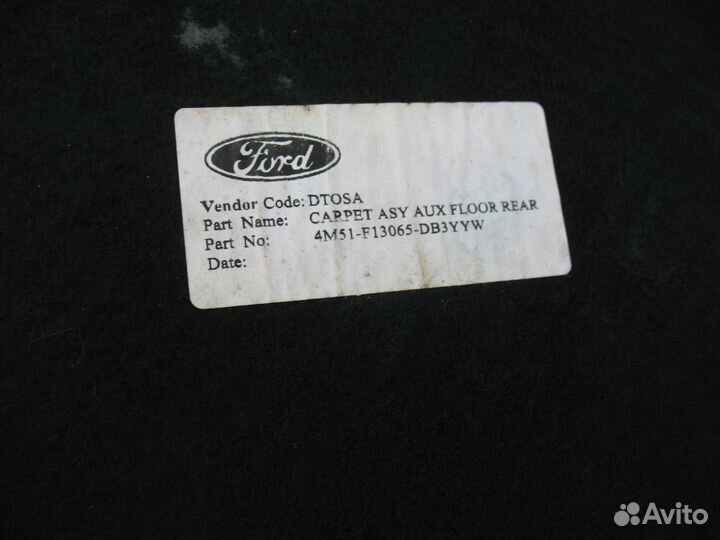 Ford
Vendor Code: DTOSA
Part Name: CARPET ASY AUX FLOOR REAR
Part No: 4M51-F13065-DB3YYW
Date:
Avito